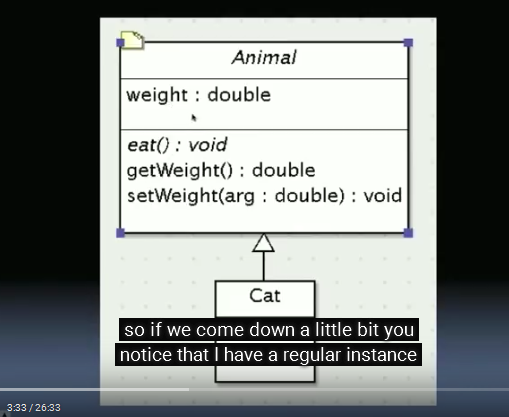 Animal
weight : double
eat() : void
getWeight() : double
setWeight(arg : double) : void
Cat
so if we come down a little bit you
notice that I have a regular instance
3:33 / 26:33